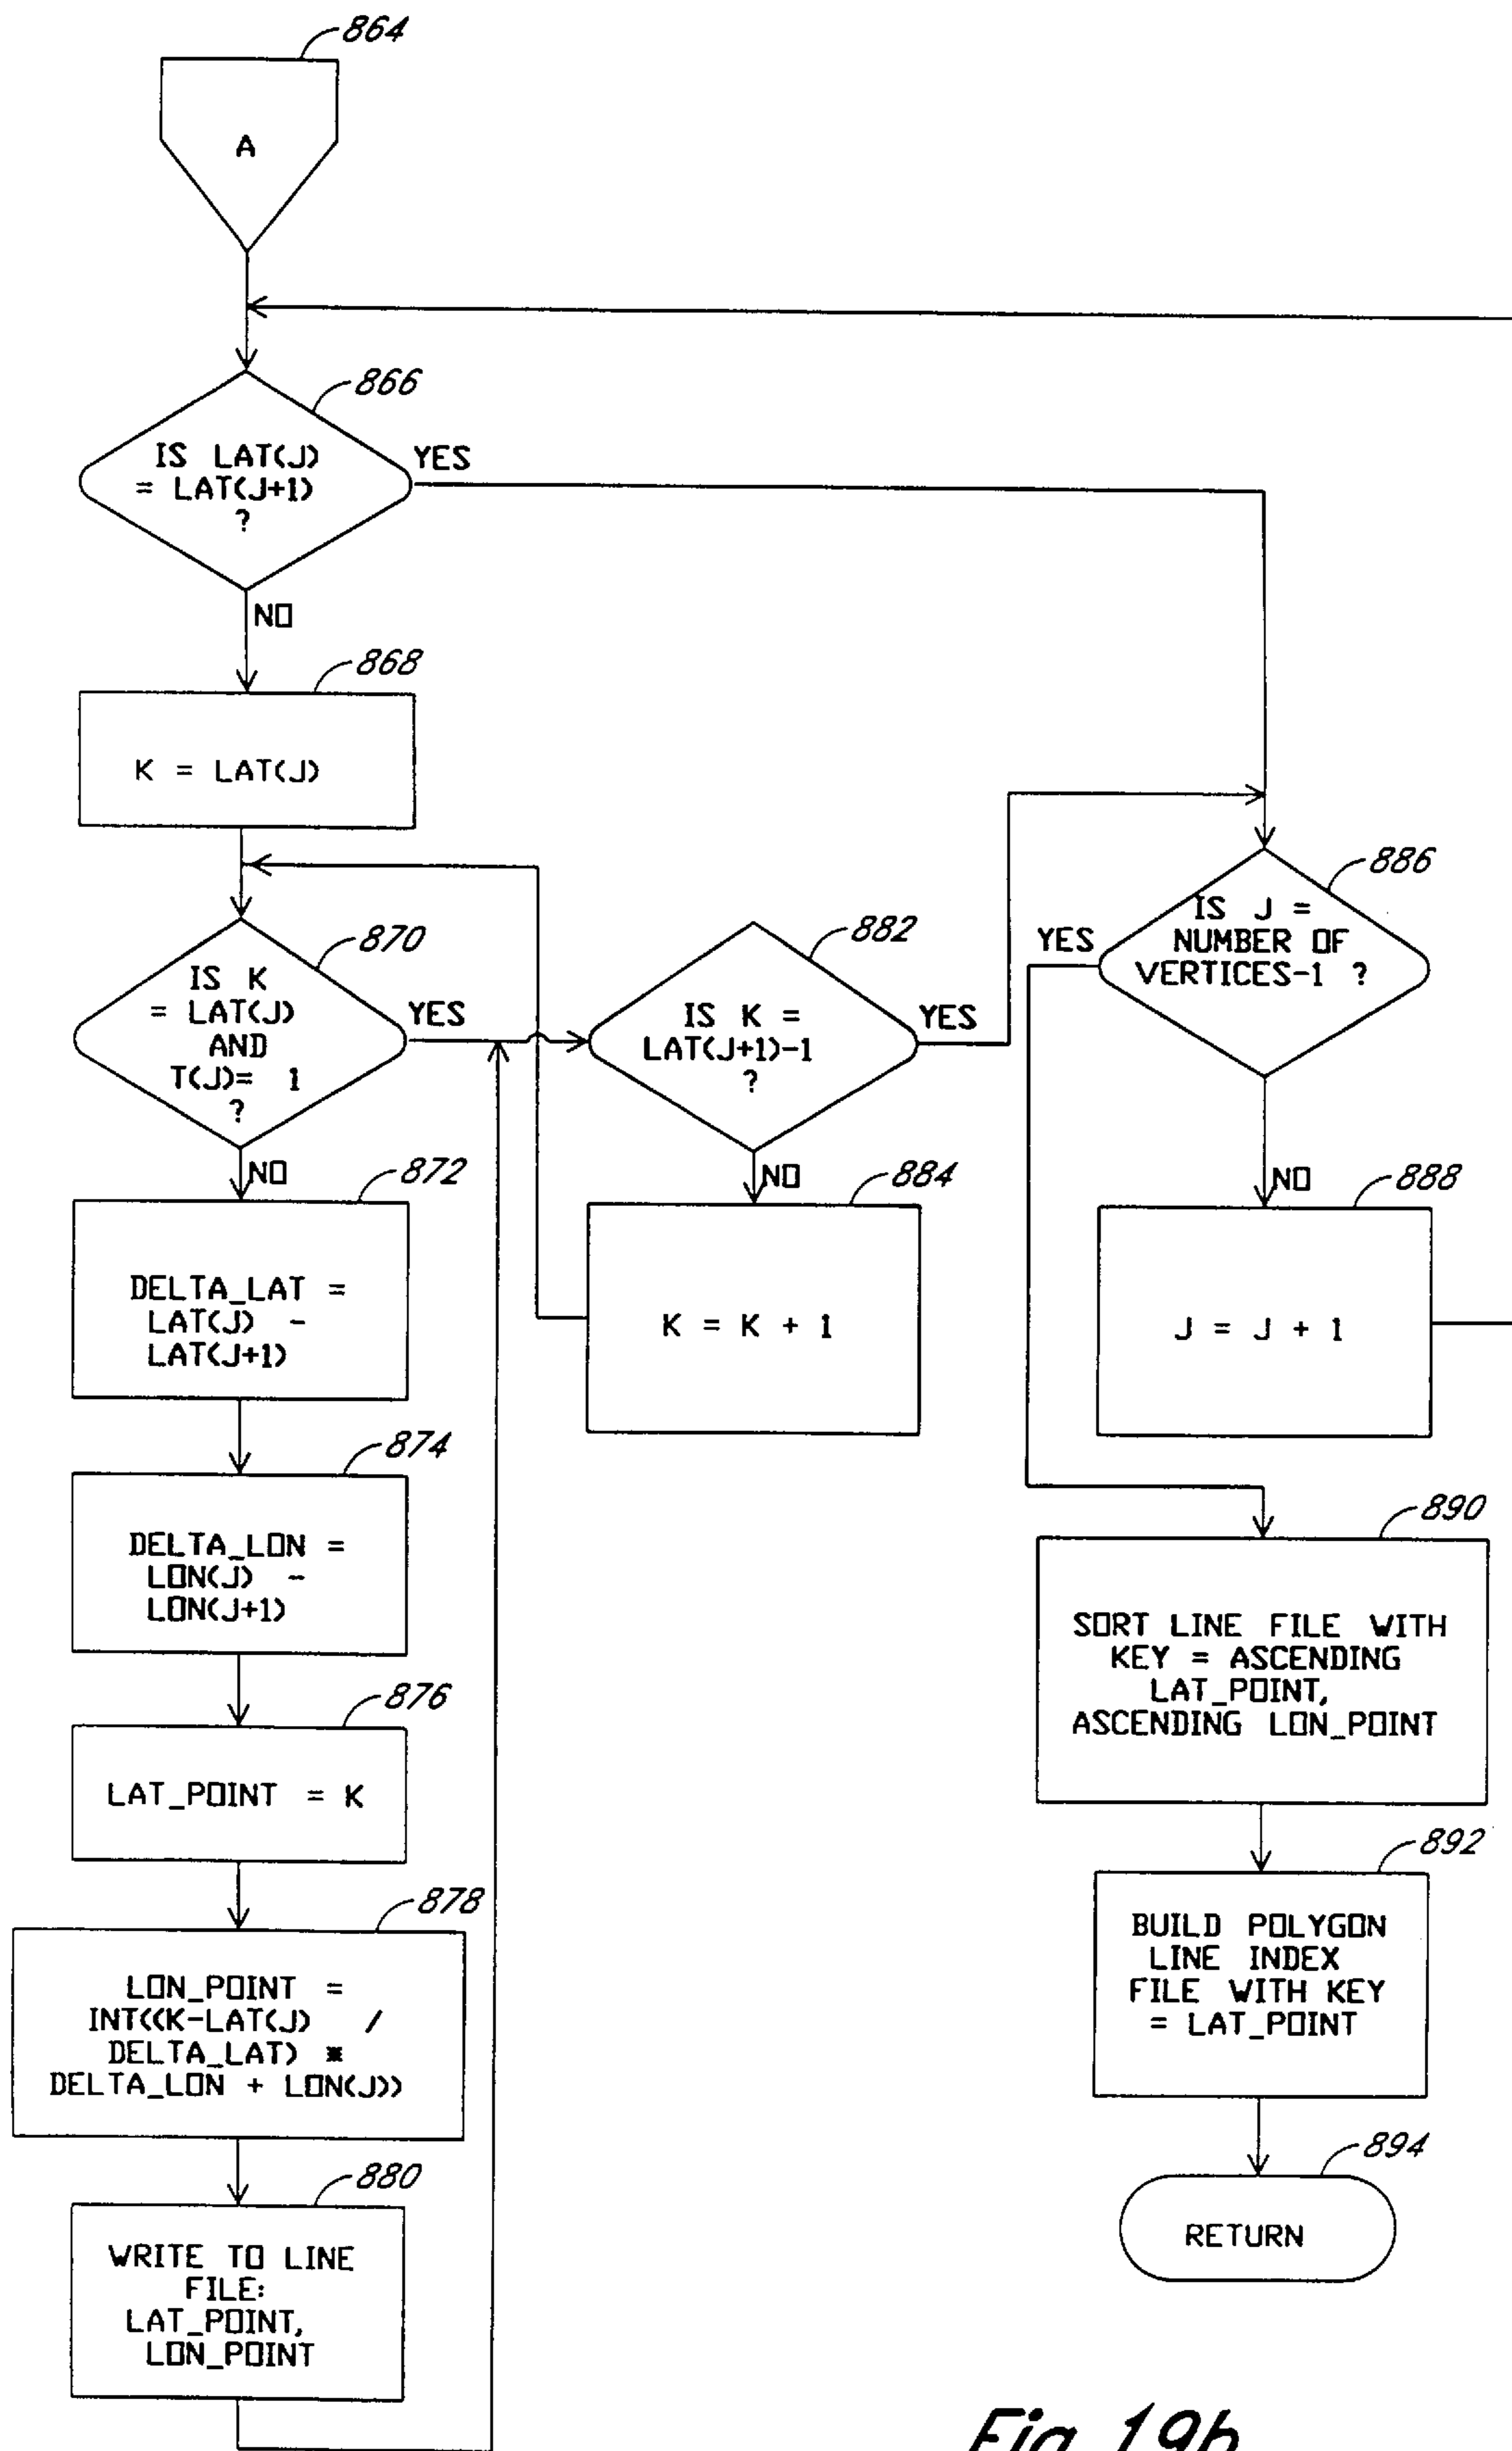 864
A
866
IS LAT(J)
= LAT(J+1)
?
YES
NO
868
K = LAT(J)
870
IS K
= LAT(J)
AND
T(J)= 1
?
YES
NO
872
DELTA_LAT =
LAT(J) -
LAT(J+1)
874
DELTA_LON =
LON(J) -
LON(J+1)
876
LAT_POINT = K
878
LON_POINT =
INT((K-LAT(J) /
DELTA_LAT) *
DELTA_LON + LON(J))
880
WRITE TO LINE
FILE:
LAT_POINT,
LON_POINT
882
IS K =
LAT(J+1)-1
?
YES
NO
884
K = K + 1
886
IS J =
NUMBER OF
VERTICES-1 ?
YES
NO
888
J = J + 1
890
SORT LINE FILE WITH
KEY = ASCENDING
LAT_POINT,
ASCENDING LON_POINT
892
BUILD POLYGON
LINE INDEX
FILE WITH KEY
= LAT_POINT
894
RETURN
Fig. 19b